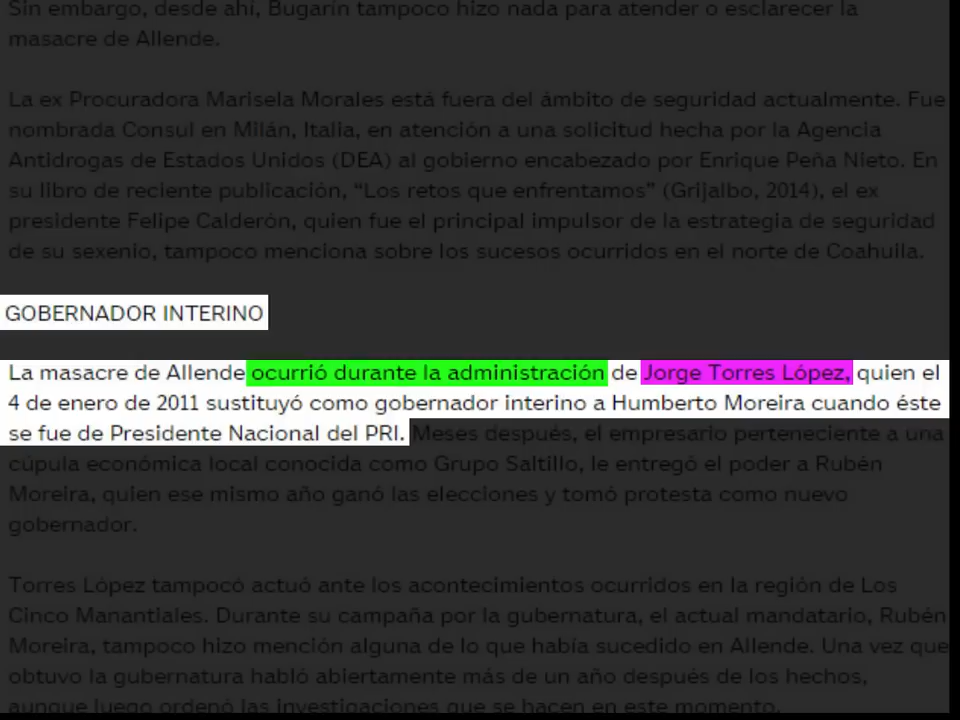 Sin embargo, desde ahí, Bugarín tampoco hizo nada para atender o esclarecer la
masacre de Allende.
La ex Procuradora Marisela Morales está fuera del ámbito de seguridad actualmente. Fue
nombrada Consul en Milán, Italia, en atención a una solicitud hecha por la Agencia
Antidrogas de Estados Unidos (DEA) al gobierno encabezado por Enrique Peña Nieto. En
su libro de reciente publicación, “Los retos que enfrentamos” (Grijalbo, 2014), el ex
presidente Felipe Calderón, quien fue el principal impulsor de la estrategia de seguridad
de su sexenio, tampoco menciona sobre los sucesos ocurridos en el norte de Coahuila.
GOBERNADOR INTERINO
La masacre de Allende ocurrió durante la administración de Jorge Torres López, quien el
4 de enero de 2011 sustituyó como gobernador interino a Humberto Moreira cuando éste
se fue de Presidente Nacional del PRI. Meses después, el empresario perteneciente a una
cúpula económica local conocida como Grupo Saltillo, le entregó el poder a Rubén
Moreira, quien ese mismo año ganó las elecciones y tomó protesta como nuevo
gobernador.
Torres López tampocó actuó ante los acontecimientos ocurridos en la región de Los
Cinco Manantiales. Durante su campaña por la gubernatura, el actual mandatario, Rubén
Moreira, tampoco hizo mención alguna de lo que había sucedido en Allende. Una vez que
obtuvo la gubernatura habló abiertamente más de un año después de los hechos,
aunque luego ordenó las investigaciones que se hacen en este momento.